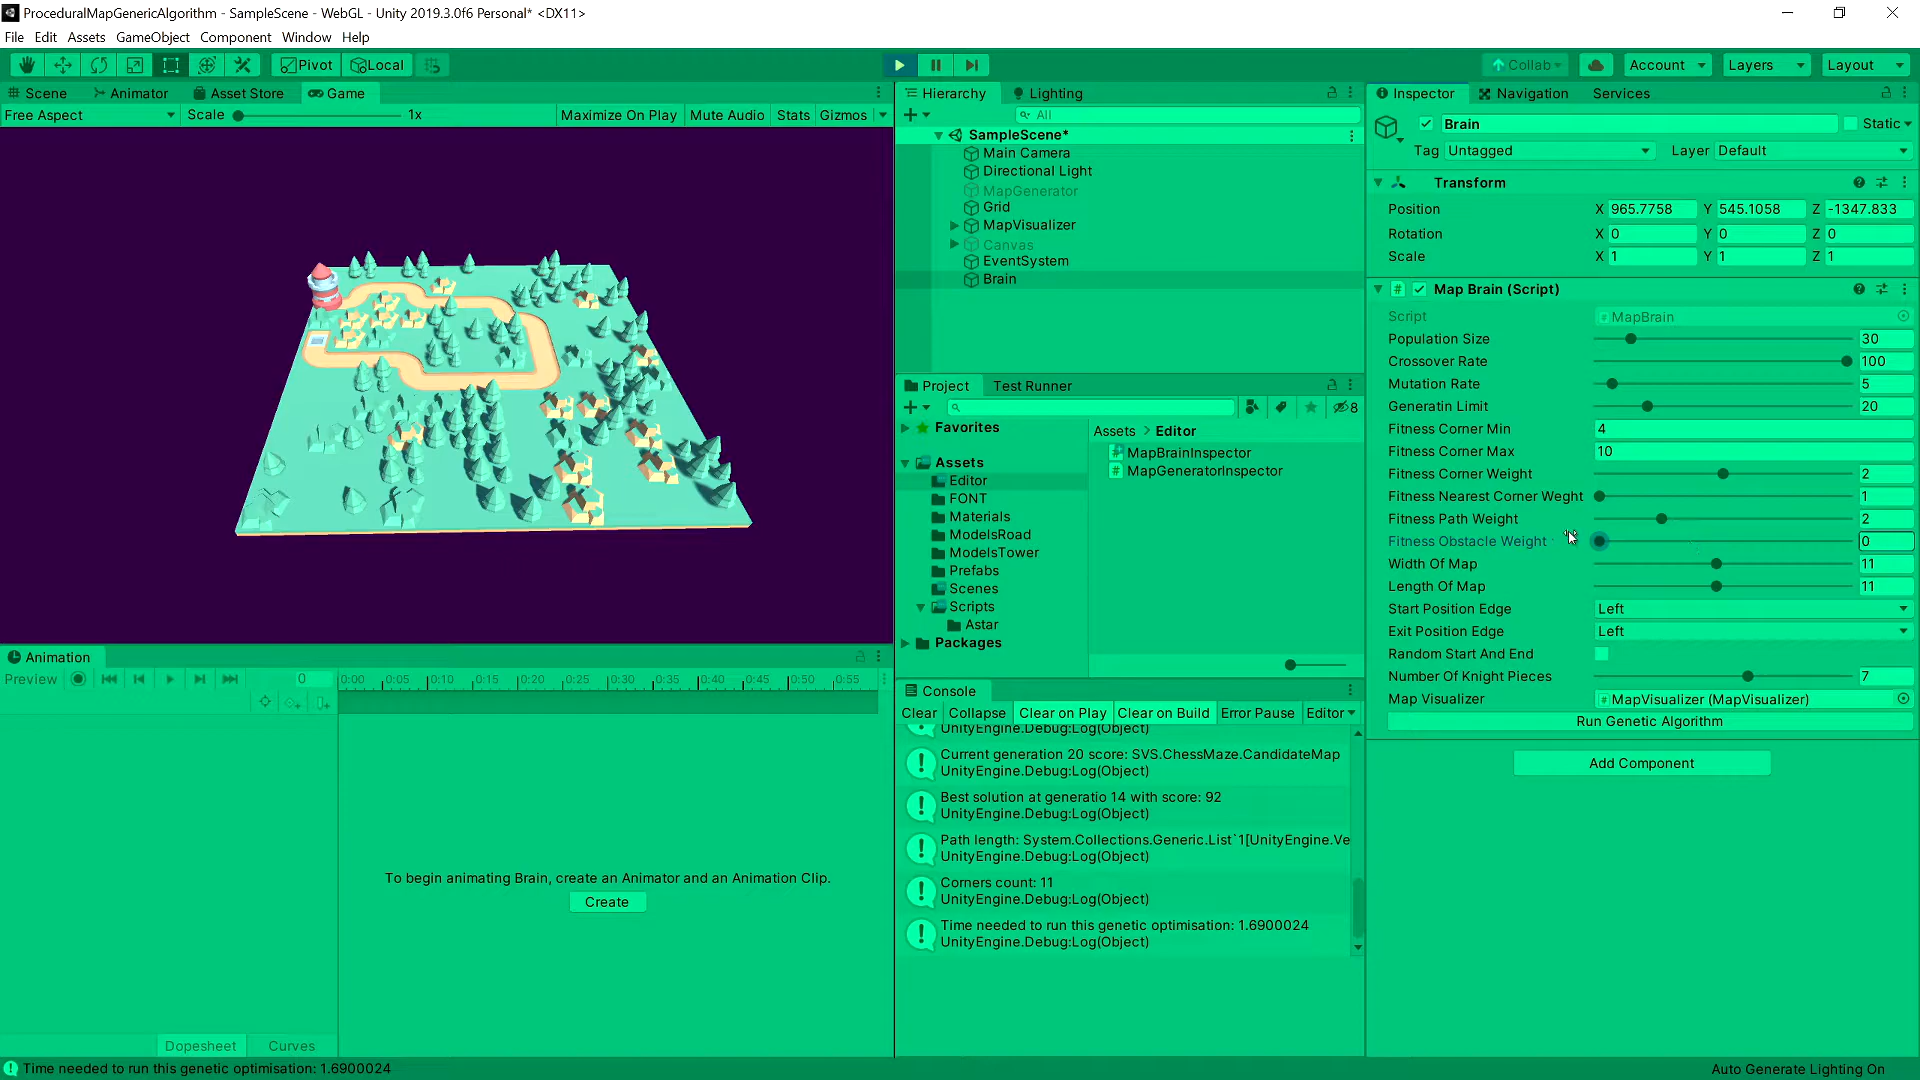 ProceduralMapGenericAlgorithm - SampleScene - WebGL - Unity 2019.3.0f6 Personal* <DX11>
File Edit Assets GameObject Component Window Help
Pivot Local Collab Account Layers Layout
Scene Animator Asset Store Game
Free Aspect Scale 1x Maximize On Play Mute Audio Stats Gizmos
Hierarchy Lighting
All
SampleScene*
Main Camera
Directional Light
MapGenerator
Grid
MapVisualizer
Canvas
EventSystem
Brain
Project Test Runner
8
Favorites
Assets
Editor
FONT
Materials
ModelsRoad
ModelsTower
Prefabs
Scenes
Scripts
Astar
Packages
Assets > Editor
MapBrainInspector
MapGeneratorInspector
Inspector Navigation Services
Brain Static
Tag Untagged Layer Default
Transform
Position X 965.7758 Y 545.1058 Z -1347.833
Rotation X 0 Y 0 Z 0
Scale X 1 Y 1 Z 1
Map Brain (Script)
Script MapBrain
Population Size 30
Crossover Rate 100
Mutation Rate 5
Generatin Limit 20
Fitness Corner Min 4
Fitness Corner Max 10
Fitness Corner Weight 2
Fitness Nearest Corner Weght 1
Fitness Path Weight 2
Fitness Obstacle Weight 0
Width Of Map 11
Length Of Map 11
Start Position Edge Left
Exit Position Edge Left
Random Start And End
Number Of Knight Pieces 7
Map Visualizer MapVisualizer (MapVisualizer)
Run Genetic Algorithm
Add Component
Animation
Preview 0 0:00 0:05 0:10 0:15 0:20 0:25 0:30 0:35 0:40 0:45 0:50 0:55
To begin animating Brain, create an Animator and an Animation Clip.
Create
Dopesheet Curves
Console
Clear Collapse Clear on Play Clear on Build Error Pause Editor
UnityEngine.Debug:Log(Object)
Current generation 20 score: SVS.ChessMaze.CandidateMap
UnityEngine.Debug:Log(Object)
Best solution at generatio 14 with score: 92
UnityEngine.Debug:Log(Object)
Path length: System.Collections.Generic.List`1[UnityEngine.Ve
UnityEngine.Debug:Log(Object)
Corners count: 11
UnityEngine.Debug:Log(Object)
Time needed to run this genetic optimisation: 1.6900024
UnityEngine.Debug:Log(Object)
Time needed to run this genetic optimisation: 1.6900024
Auto Generate Lighting On